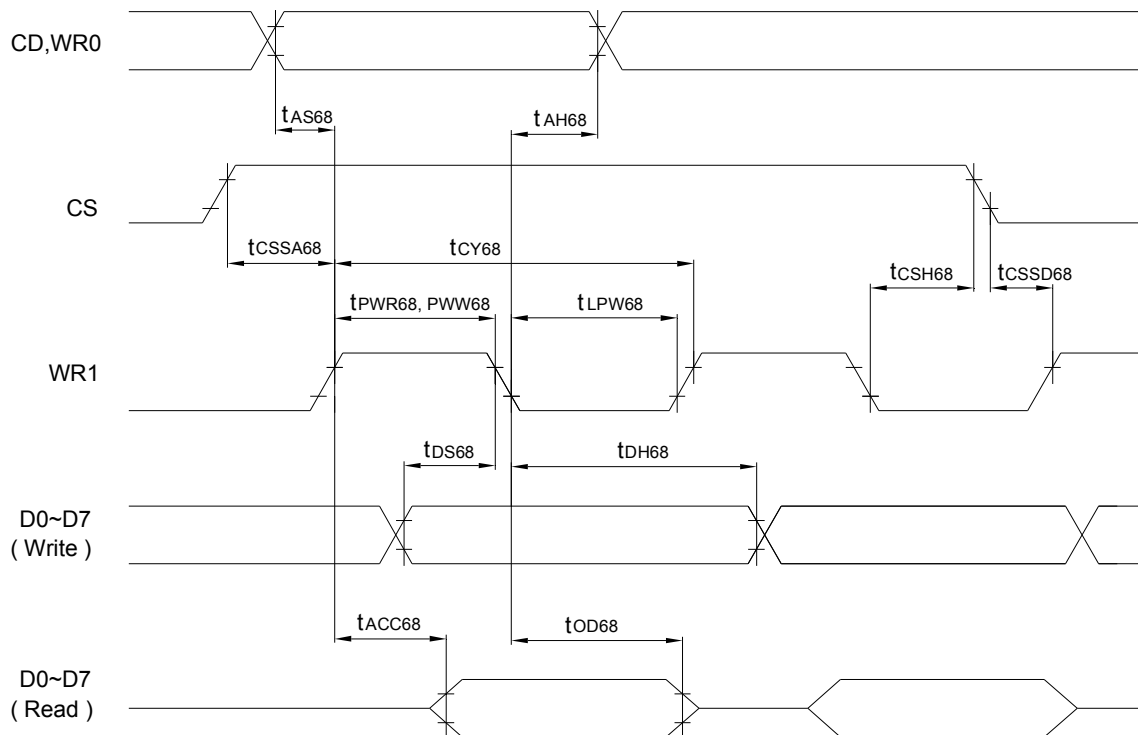 CD,WR0
tAS68
tAH68
CS
tCSSA68
tCY68
tCSH68
tCSSD68
tPWR68, PWW68
tLPW68
WR1
tDS68
tDH68
D0~D7
( Write )
tACC68
tOD68
D0~D7
( Read )